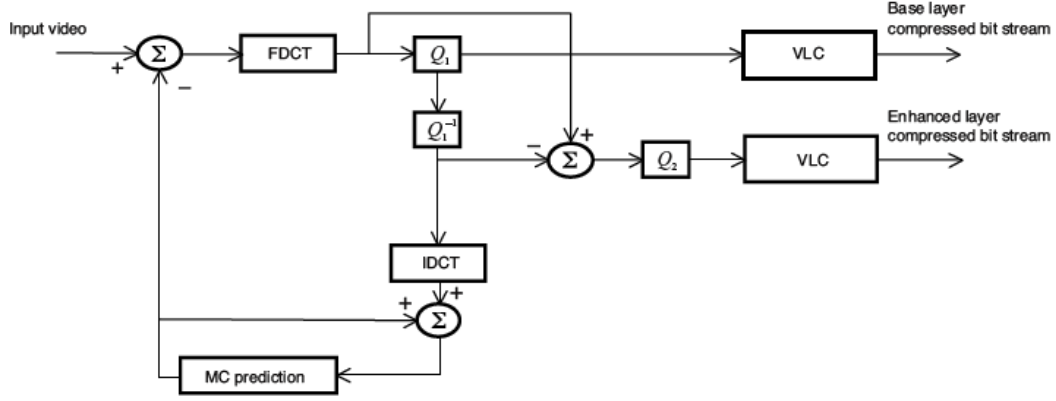 Base layer
compressed bit stream
Input video
+
Σ
−
FDCT
Q₁
VLC
Q₁⁻¹
Enhanced layer
compressed bit stream
−
+
Σ
Q₂
VLC
IDCT
+
+
Σ
MC prediction